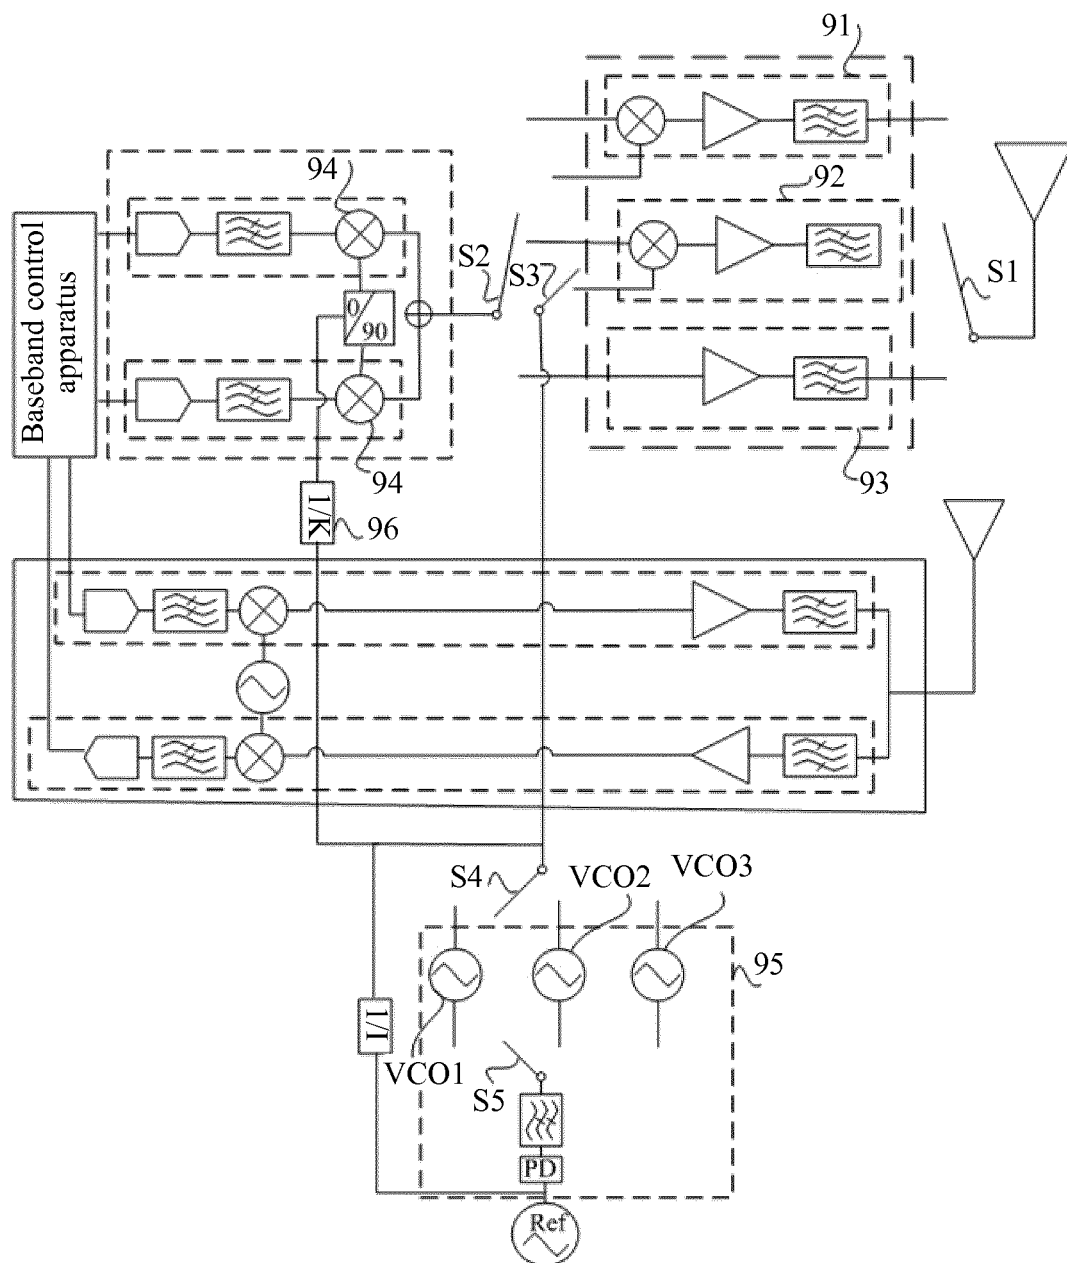 91
94
92
S2
S3
S1
0
90
Baseband control
apparatus
94
93
1/K
96
S4
VCO2
VCO3
95
1/I
VCO1
S5
PD
Ref